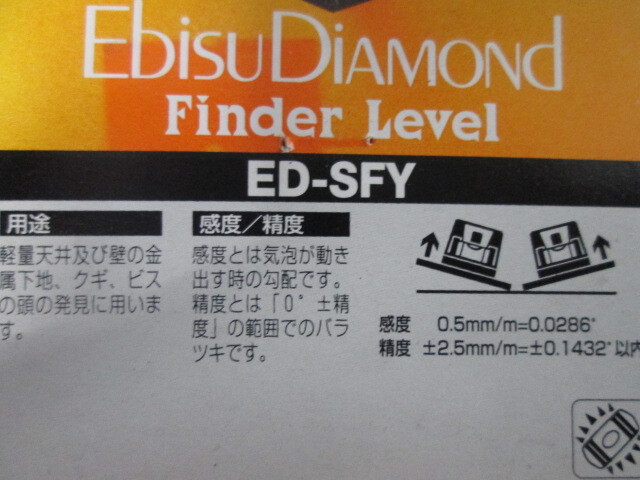 EbisuDiamond
Finder Level
ED-SFY
用途
軽量天井及び壁の金
属下地、クギ、ビス
の頭の発見に用いま
す。
感度／精度
感度とは気泡が動き
出す時の勾配です。
精度とは「0°±精
度」の範囲でのバラ
ツキです。
感度 0.5mm/m=0.0286°
精度 ±2.5mm/m=±0.1432°以内